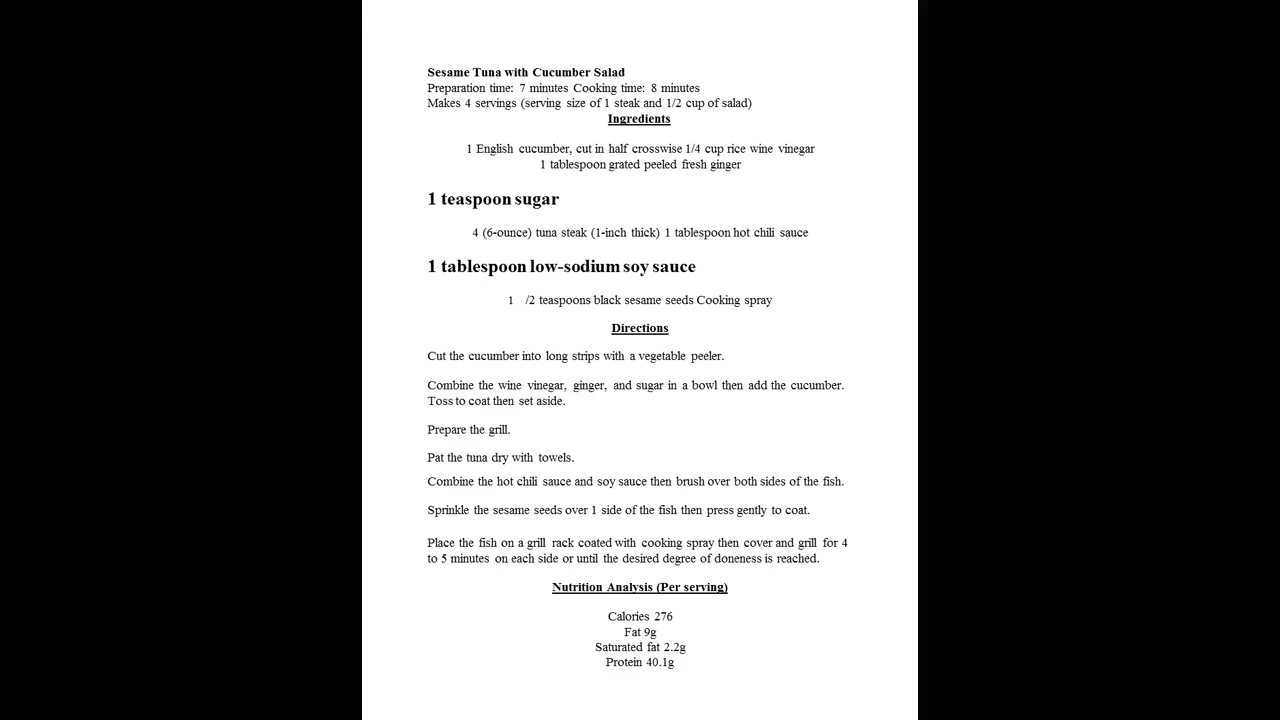 Sesame Tuna with Cucumber Salad
Preparation time: 7 minutes Cooking time: 8 minutes
Makes 4 servings (serving size of 1 steak and 1/2 cup of salad)
Ingredients
1 English cucumber, cut in half crosswise 1/4 cup rice wine vinegar
1 tablespoon grated peeled fresh ginger
1 teaspoon sugar
4 (6-ounce) tuna steak (1-inch thick) 1 tablespoon hot chili sauce
1 tablespoon low-sodium soy sauce
1 /2 teaspoons black sesame seeds Cooking spray
Directions
Cut the cucumber into long strips with a vegetable peeler.
Combine the wine vinegar, ginger, and sugar in a bowl then add the cucumber.
Toss to coat then set aside.
Prepare the grill.
Pat the tuna dry with towels.
Combine the hot chili sauce and soy sauce then brush over both sides of the fish.
Sprinkle the sesame seeds over 1 side of the fish then press gently to coat.
Place the fish on a grill rack coated with cooking spray then cover and grill for 4
to 5 minutes on each side or until the desired degree of doneness is reached.
Nutrition Analysis (Per serving)
Calories 276
Fat 9g
Saturated fat 2.2g
Protein 40.1g